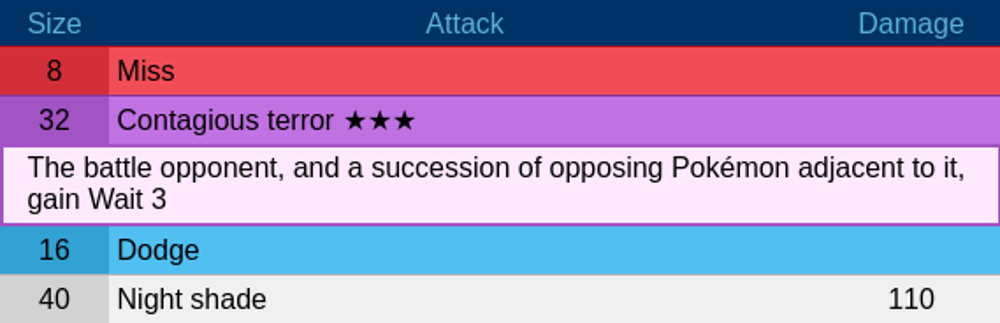 Size Attack Damage
8 Miss
32 Contagious terror ★★★
The battle opponent, and a succession of opposing Pokémon adjacent to it,
gain Wait 3
16 Dodge
40 Night shade 110